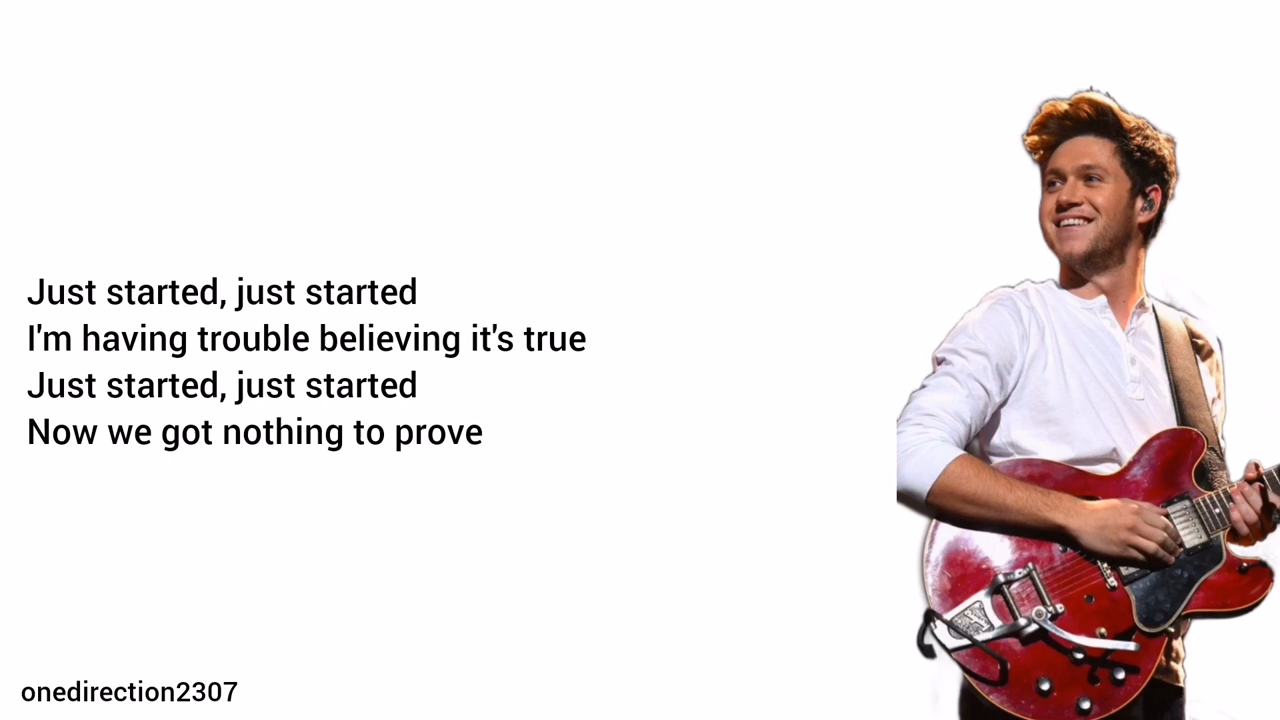 Just started, just started
I'm having trouble believing it's true
Just started, just started
Now we got nothing to prove
onedirection2307